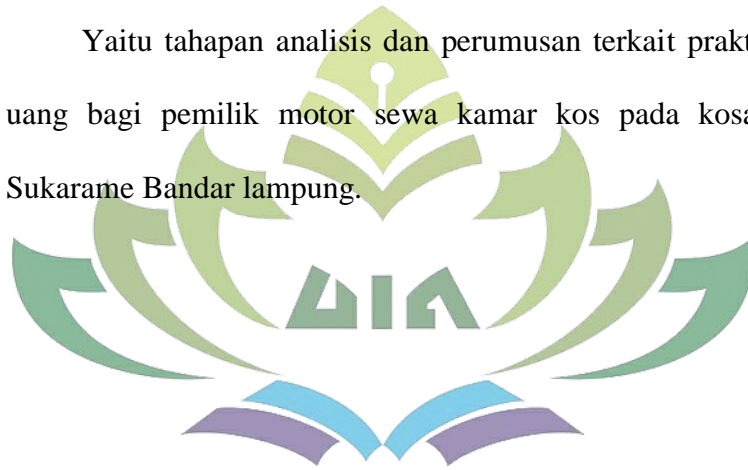 Yaitu tahapan analisis dan perumusan terkait prakt
uang bagi pemilik motor sewa kamar kos pada kosa
Sukarame Bandar lampung.
UIN